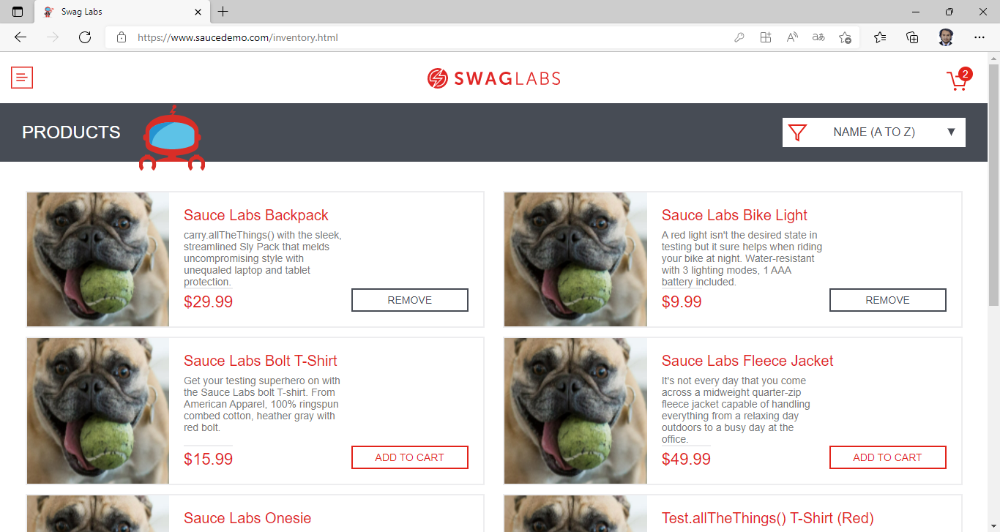 Swag Labs
https://www.saucedemo.com/inventory.html
SWAGLABS
2
PRODUCTS
NAME (A TO Z)
Sauce Labs Backpack
carry.allTheThings() with the sleek,
streamlined Sly Pack that melds
uncompromising style with
unequaled laptop and tablet
protection.
$29.99
REMOVE
Sauce Labs Bike Light
A red light isn't the desired state in
testing but it sure helps when riding
your bike at night. Water-resistant
with 3 lighting modes, 1 AAA
battery included.
$9.99
REMOVE
Sauce Labs Bolt T-Shirt
Get your testing superhero on with
the Sauce Labs bolt T-shirt. From
American Apparel, 100% ringspun
combed cotton, heather gray with
red bolt.
$15.99
ADD TO CART
Sauce Labs Fleece Jacket
It's not every day that you come
across a midweight quarter-zip
fleece jacket capable of handling
everything from a relaxing day
outdoors to a busy day at the
office.
$49.99
ADD TO CART
Sauce Labs Onesie
Test.allTheThings() T-Shirt (Red)